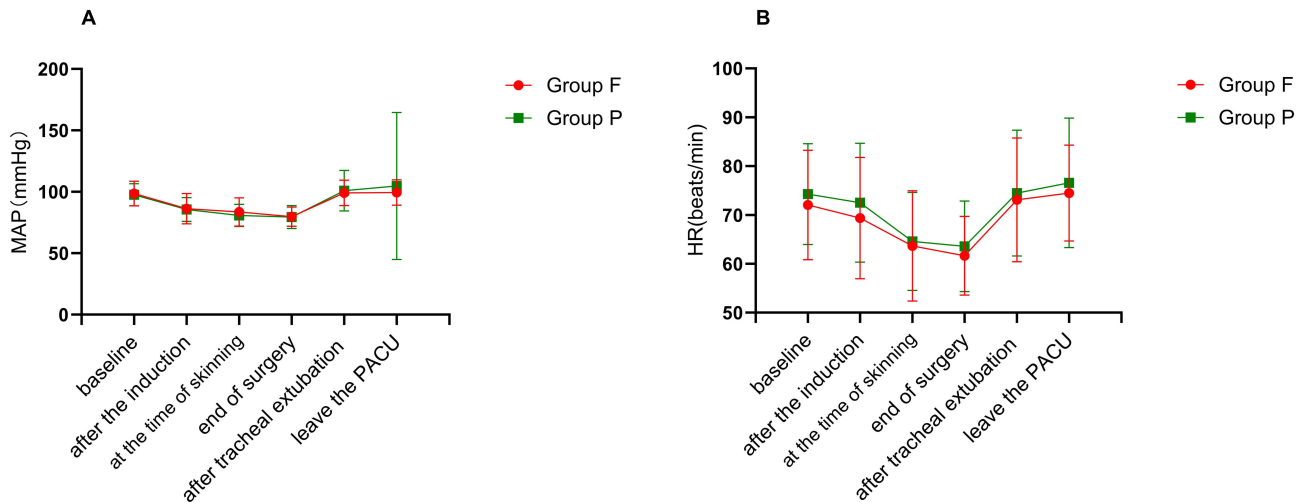 A
MAP(mmHg)
200
150
100
50
0
baseline
after the induction
at the time of skinning
end of surgery
after tracheal extubation
leave the PACU
Group F
Group P
B
HR(beats/min)
100
90
80
70
60
50
baseline
after the induction
at the time of skinning
end of surgery
after tracheal extubation
leave the PACU
Group F
Group P